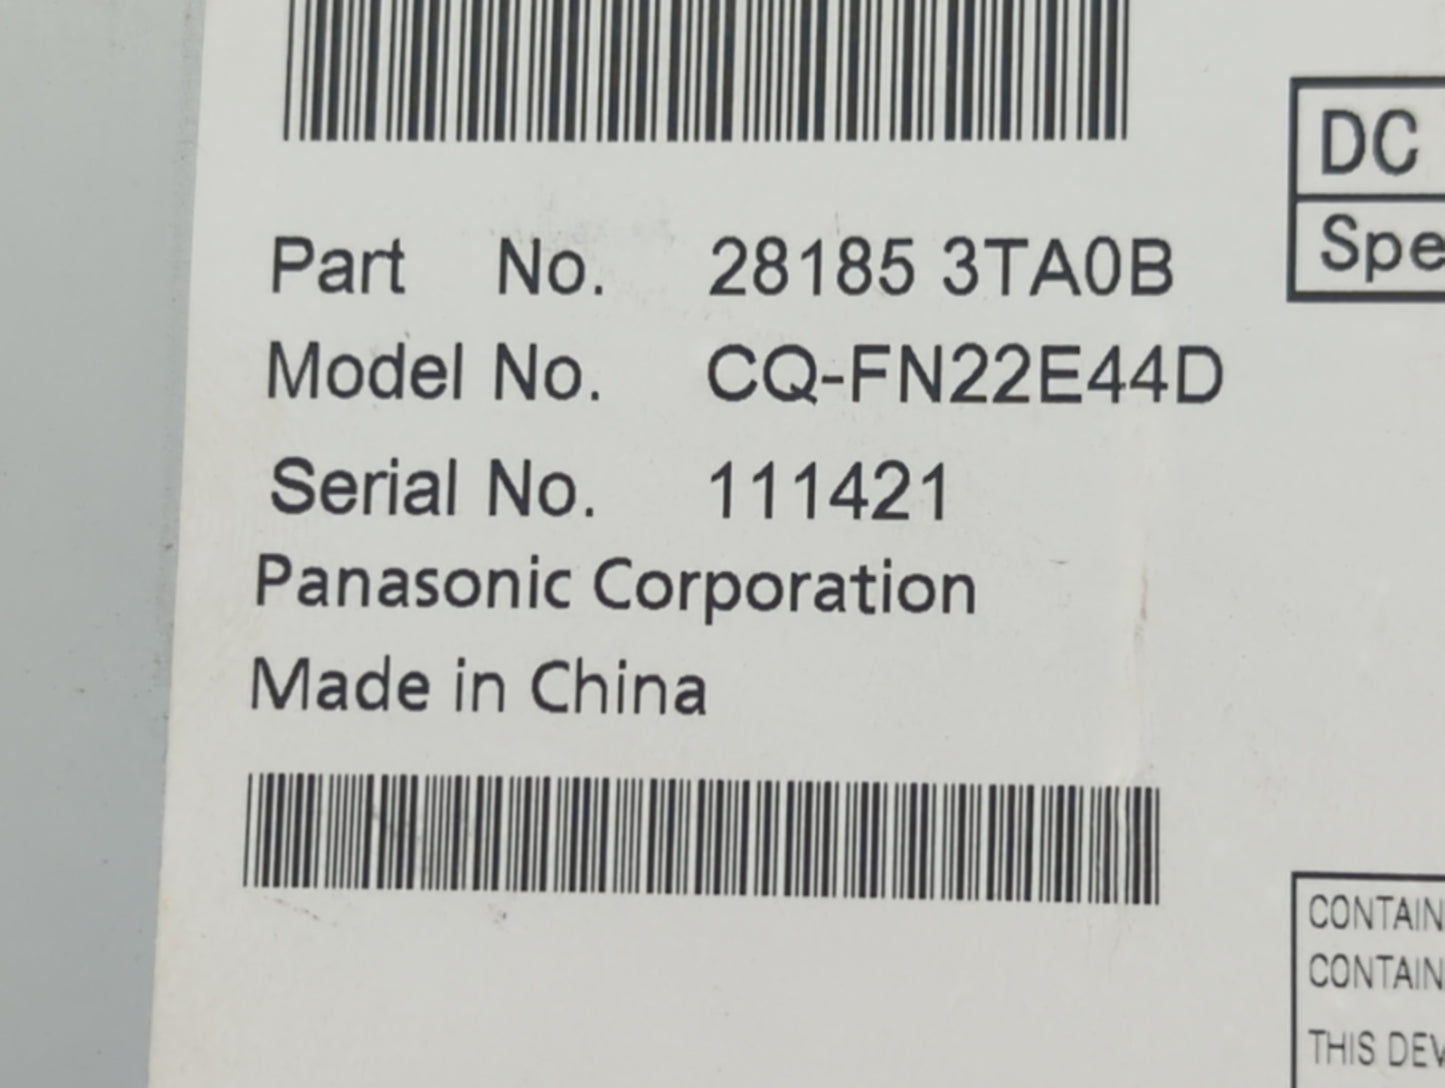 Part No. 28185 3TA0B
Model No. CQ-FN22E44D
Serial No. 111421
Panasonic Corporation
Made in China
DC
Spe
CONTAIN
CONTAIN
THIS DEV